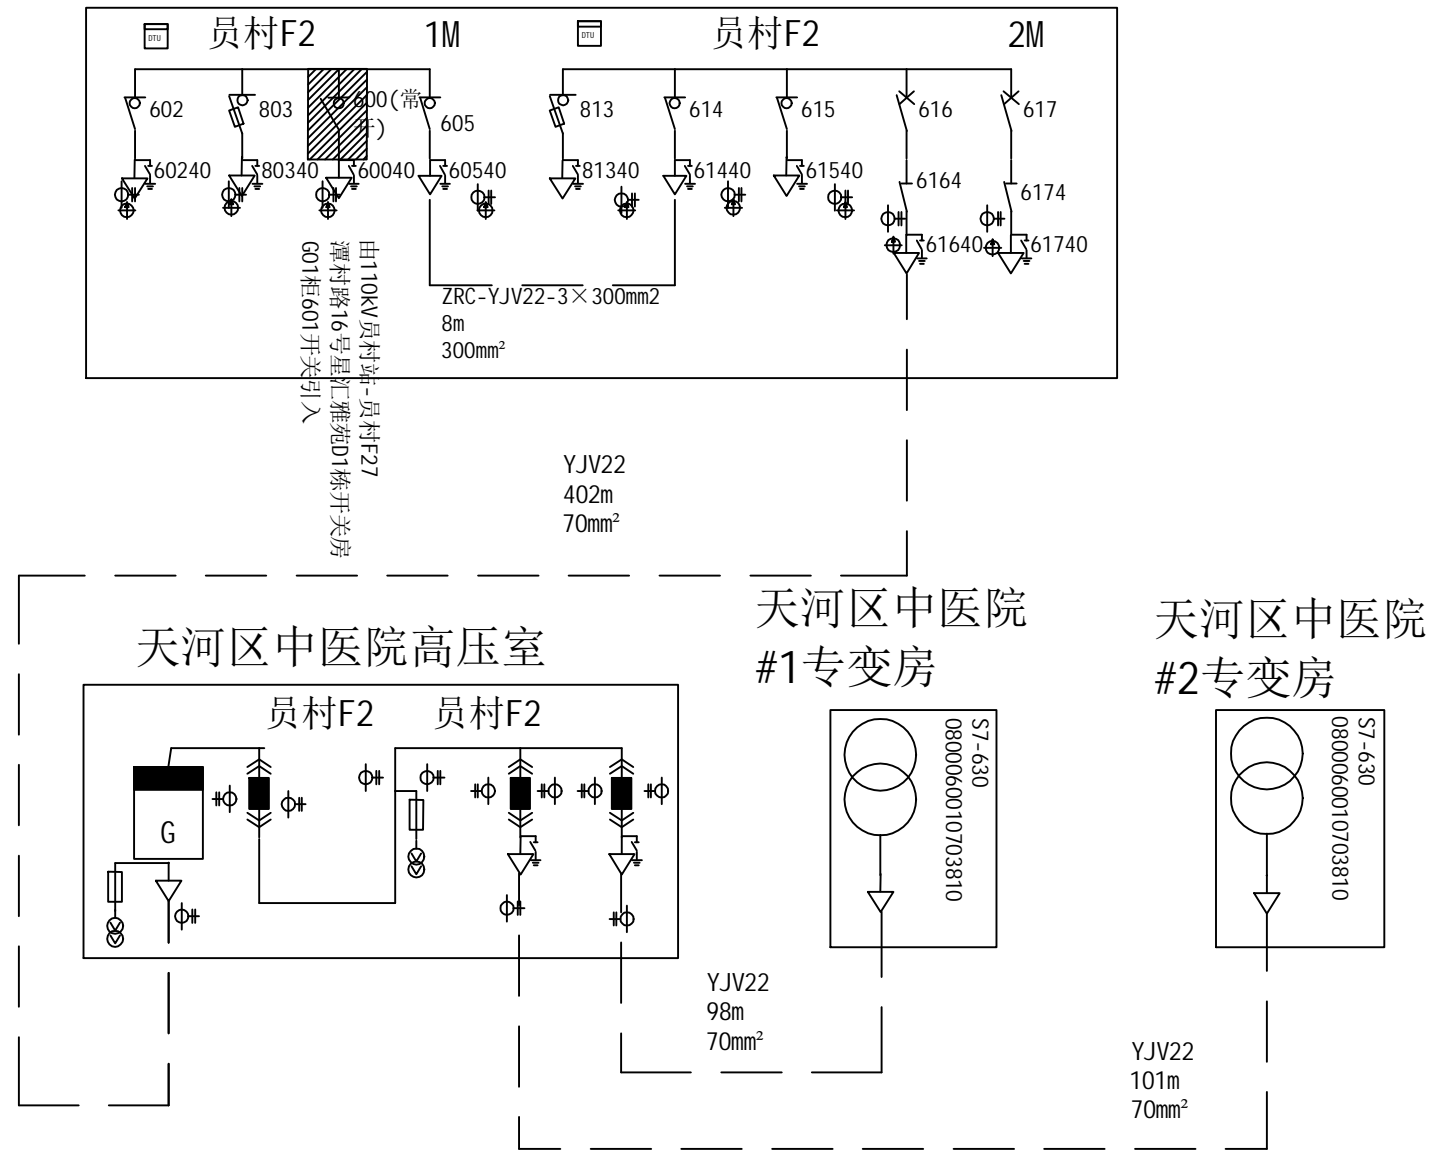 DTU
员村F2
1M
DTU
员村F2
2M
602
803
600(常
开)
605
813
614
615
616
617
60240
80340
60040
60540
81340
61440
61540
6164
6174
61640
61740
由110kV员村站-员村F27
潭村路16号星汇雅苑D1栋开关房
G01柜601开关引入
ZRC-YJV22-3×300mm2
8m
300mm²
YJV22
402m
70mm²
天河区中医院高压室
员村F2
员村F2
G
天河区中医院
#1专变房
S7-630
0800060010703810
天河区中医院
#2专变房
S7-630
0800060010703810
YJV22
98m
70mm²
YJV22
101m
70mm²